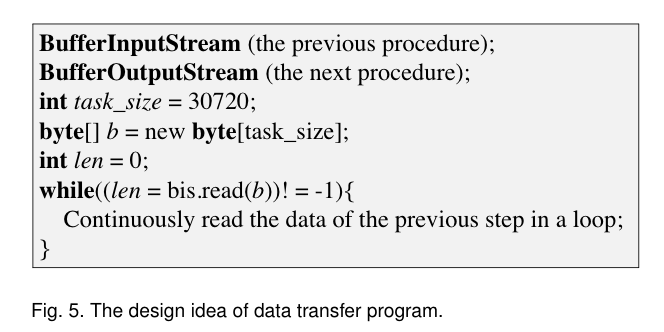 BufferInputStream (the previous procedure);
BufferOutputStream (the next procedure);
int task_size = 30720;
byte[] b = new byte[task_size];
int len = 0;
while((len = bis.read(b))! = -1){
Continuously read the data of the previous step in a loop;
}
Fig. 5. The design idea of data transfer program.